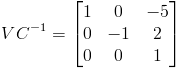 VC^{-1} = \begin{bmatrix} 1 & 0 & -5 \\ 0 & -1 & 2 \\ 0 & 0 & 1 \end{bmatrix}